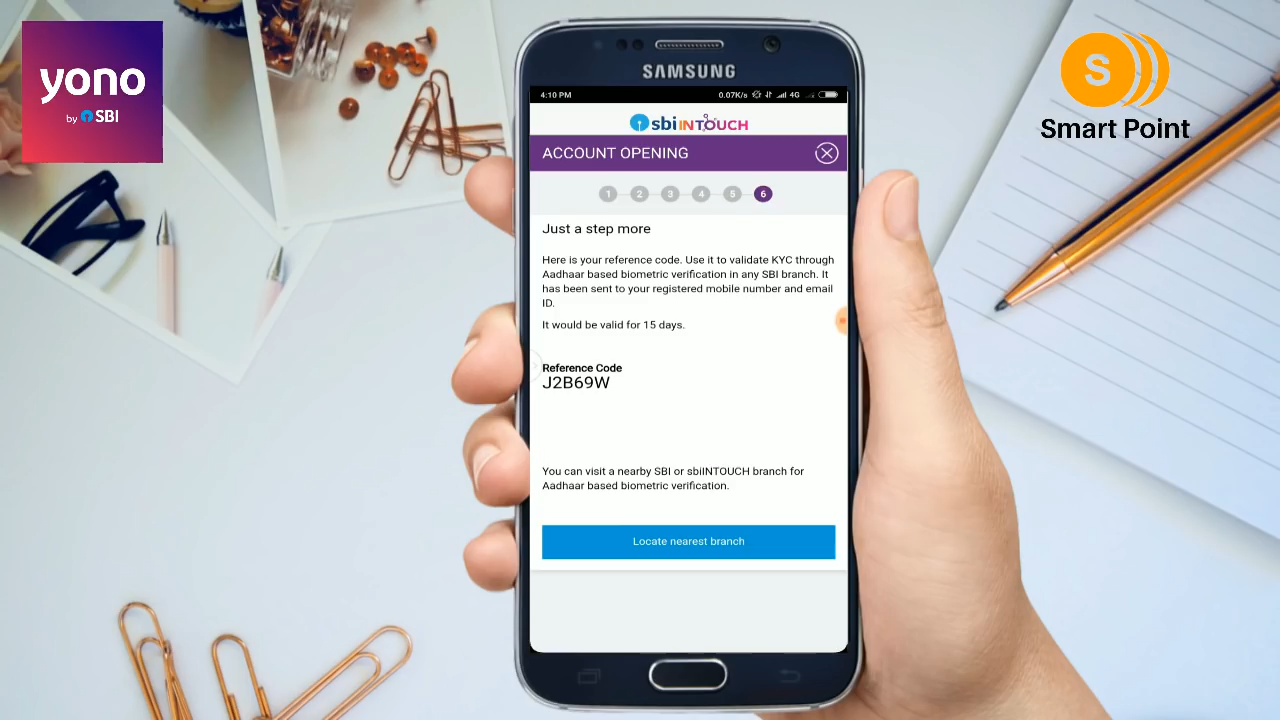 yono
by SBI
S
Smart Point
SAMSUNG
4:10 PM 0.07K/s 4G
sbi INTOUCH
ACCOUNT OPENING
1 2 3 4 5 6
Just a step more
Here is your reference code. Use it to validate KYC through
Aadhaar based biometric verification in any SBI branch. It
has been sent to your registered mobile number and email
ID.
It would be valid for 15 days.
Reference Code
J2B69W
You can visit a nearby SBI or sbiINTOUCH branch for
Aadhaar based biometric verification.
Locate nearest branch